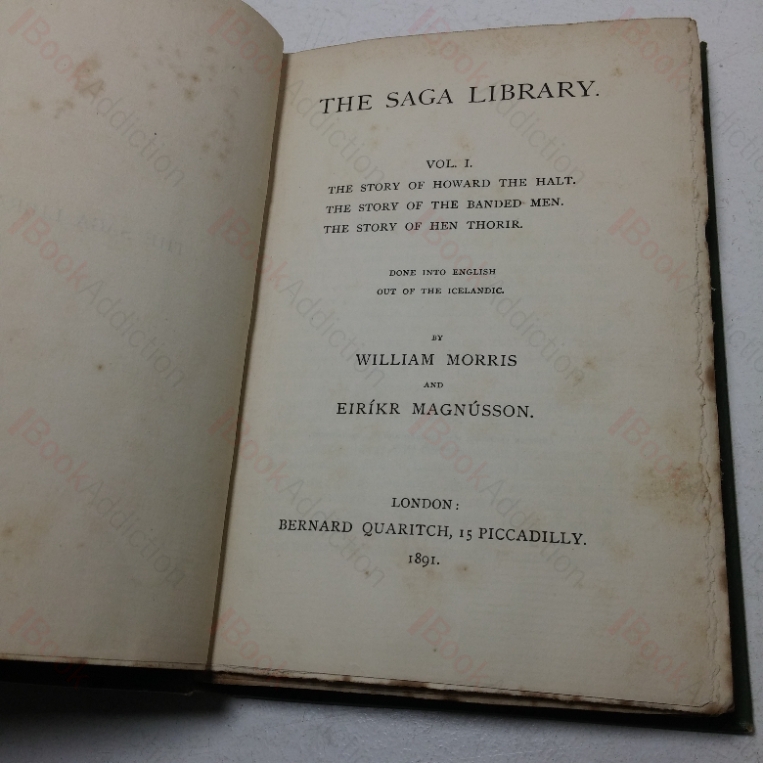 THE SAGA LIBRARY.
VOL. I.
THE STORY OF HOWARD THE HALT.
THE STORY OF THE BANDED MEN.
THE STORY OF HEN THORIR.
DONE INTO ENGLISH
OUT OF THE ICELANDIC.
BY
WILLIAM MORRIS
AND
EIRÍKR MAGNÚSSON.
LONDON:
BERNARD QUARITCH, 15 PICCADILLY.
1891.
BookAddiction